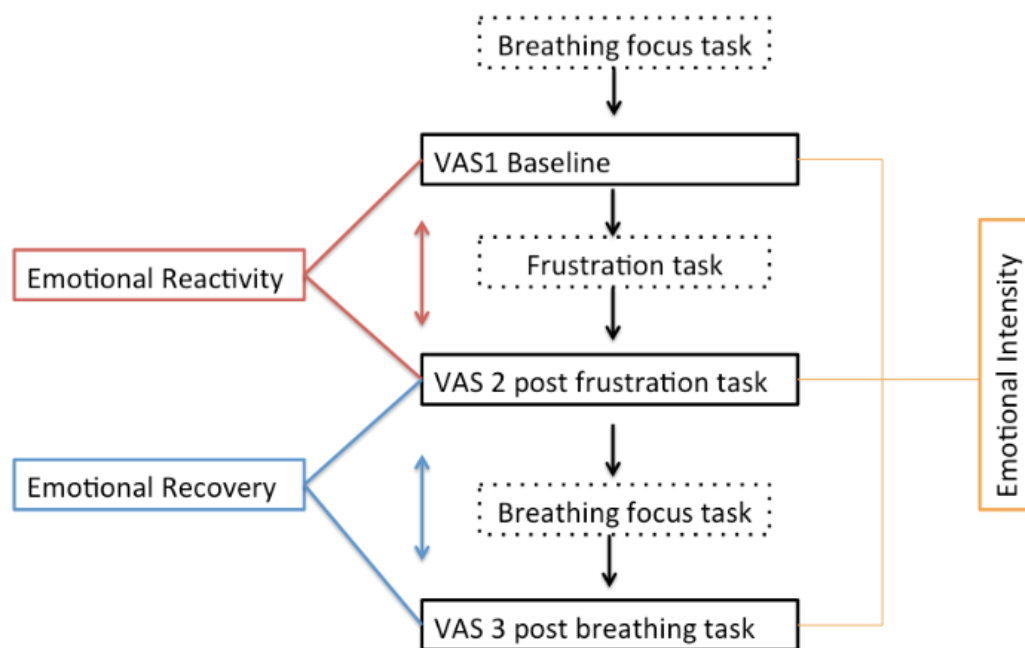 Breathing focus task
VAS1 Baseline
Frustration task
Emotional Reactivity
VAS 2 post frustration task
Emotional Recovery
Breathing focus task
VAS 3 post breathing task
Emotional Intensity